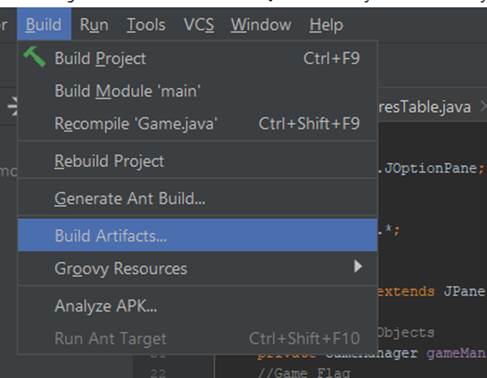 Build Run Tools VCS Window Help
Build Project Ctrl+F9
Build Module 'main'
Recompile 'Game.java' Ctrl+Shift+F9
resTable.java
Rebuild Project
.JOptionPane;
Generate Ant Build...
Build Artifacts...
.*;
Groovy Resources
extends JPane
Analyze APK...
Objects
Run Ant Target Ctrl+Shift+F10
private GameManager gameMan
22 //Game Flag